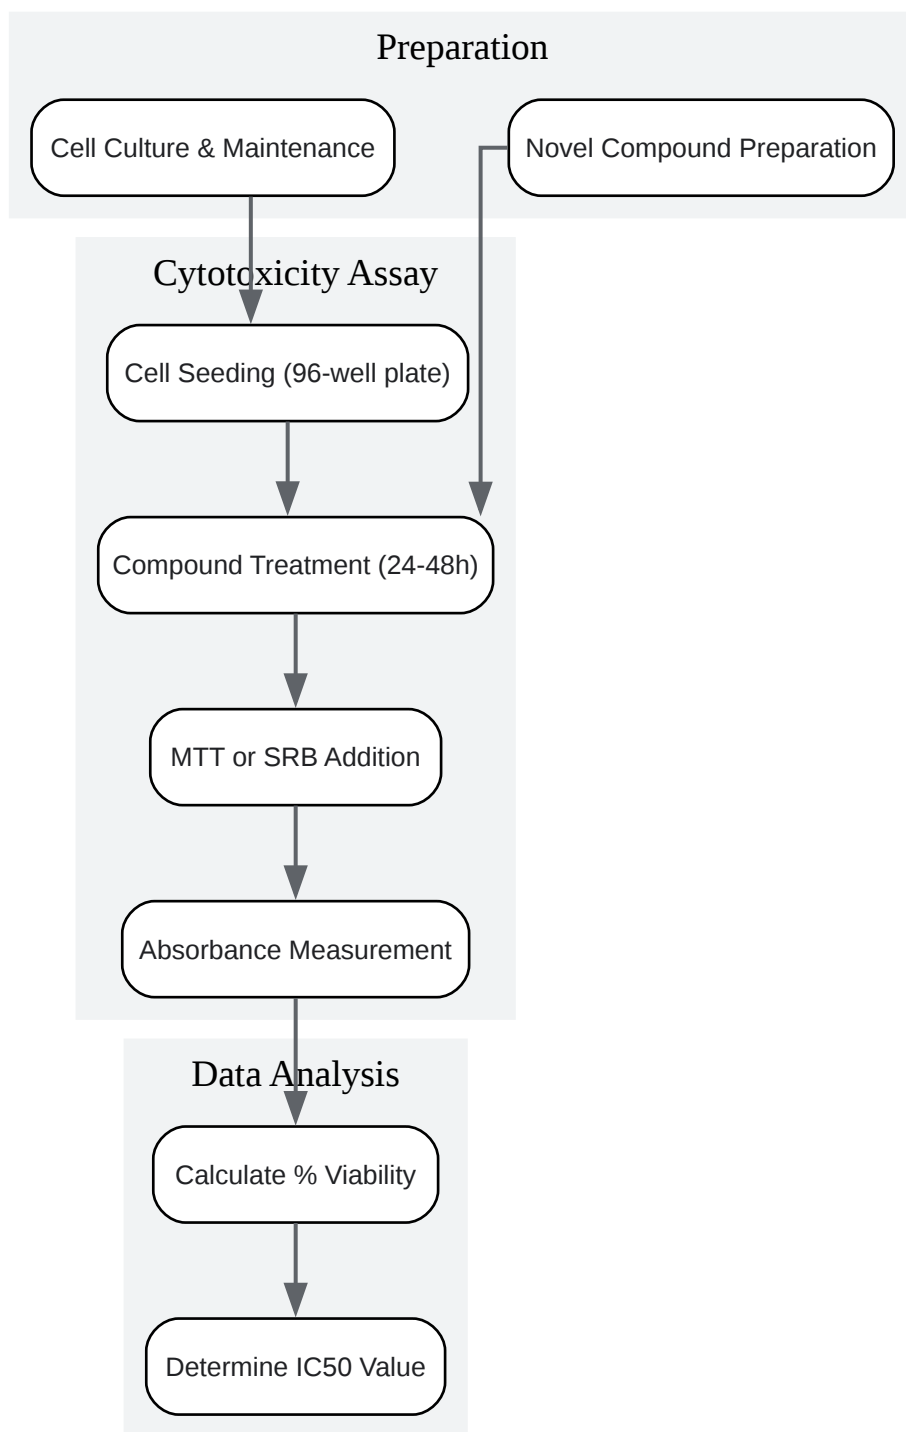 Preparation
Cell Culture & Maintenance
Novel Compound Preparation
Cytotoxicity Assay
Cell Seeding (96-well plate)
Compound Treatment (24-48h)
MTT or SRB Addition
Absorbance Measurement
Data Analysis
Calculate % Viability
Determine IC50 Value